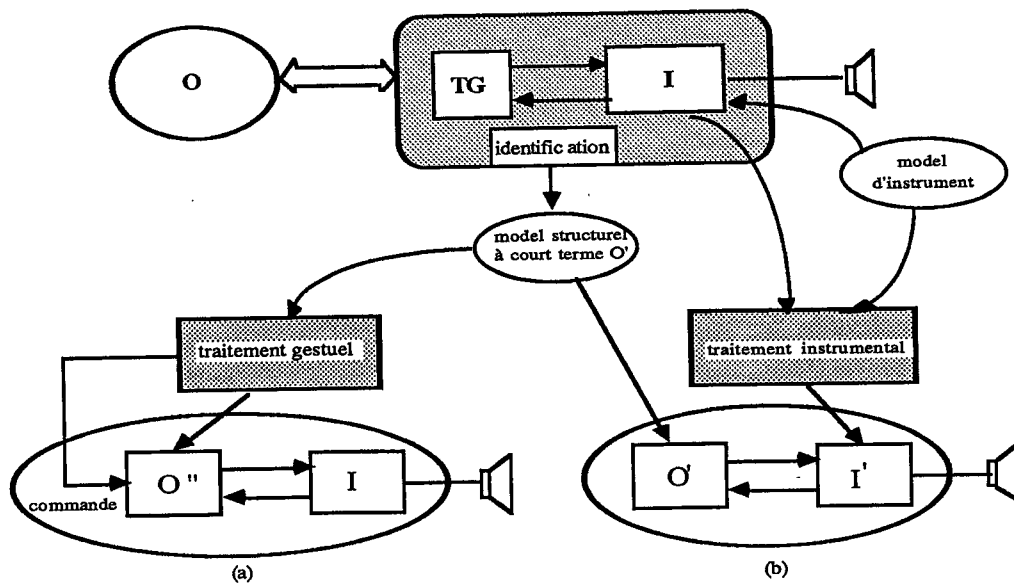 O
TG
I
identific ation
model
d'instrument
model structurel
à court terme O'
traitement gestuel
traitement instrumental
O"
I
commande
O'
I'
(a)
(b)